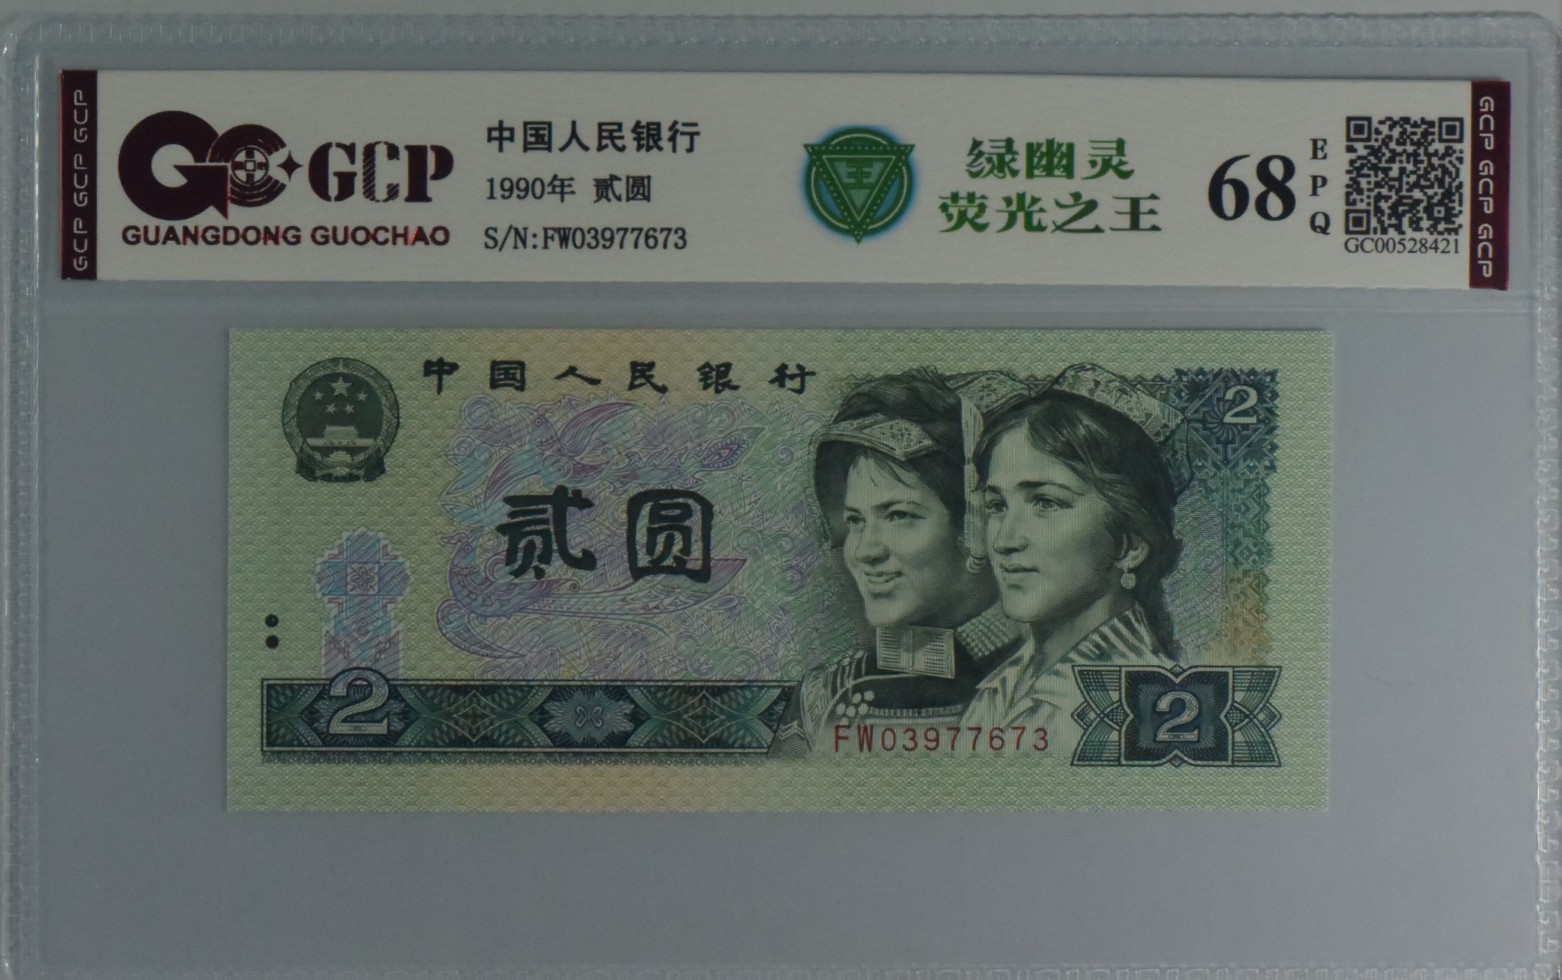 GCP GCP GCP
GCP
GUANGDONG GUOCHAO
中国人民银行
1990年 贰圆
S/N:FW03977673
王
绿幽灵
荧光之王
68
EPQ
GC00528421
GCP GCP GCP
中国人民银行
2
贰圆
2
FW03977673
2